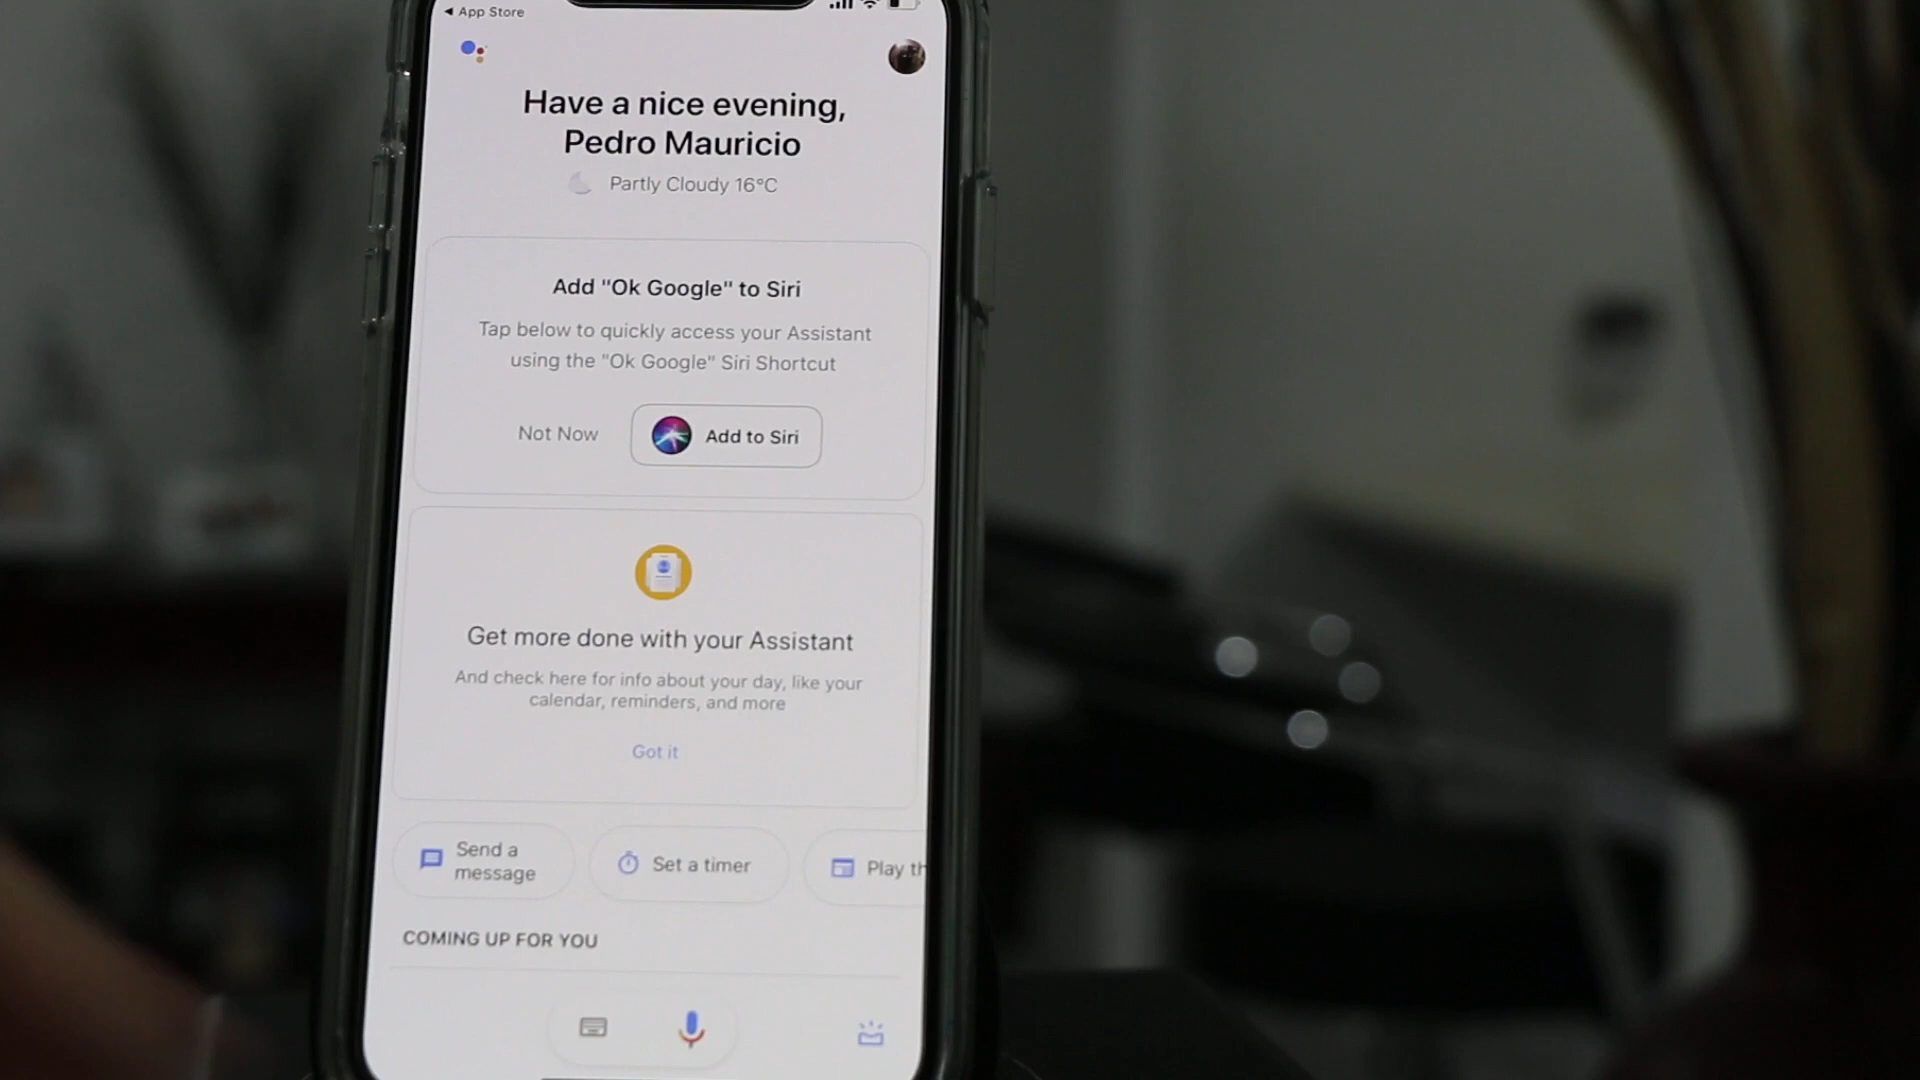 ◀ App Store
Have a nice evening,
Pedro Mauricio
Partly Cloudy 16°C
Add "Ok Google" to Siri
Tap below to quickly access your Assistant
using the "Ok Google" Siri Shortcut
Not Now
Add to Siri
Get more done with your Assistant
And check here for info about your day, like your
calendar, reminders, and more
Got it
Send a
message
Set a timer
Play th
COMING UP FOR YOU